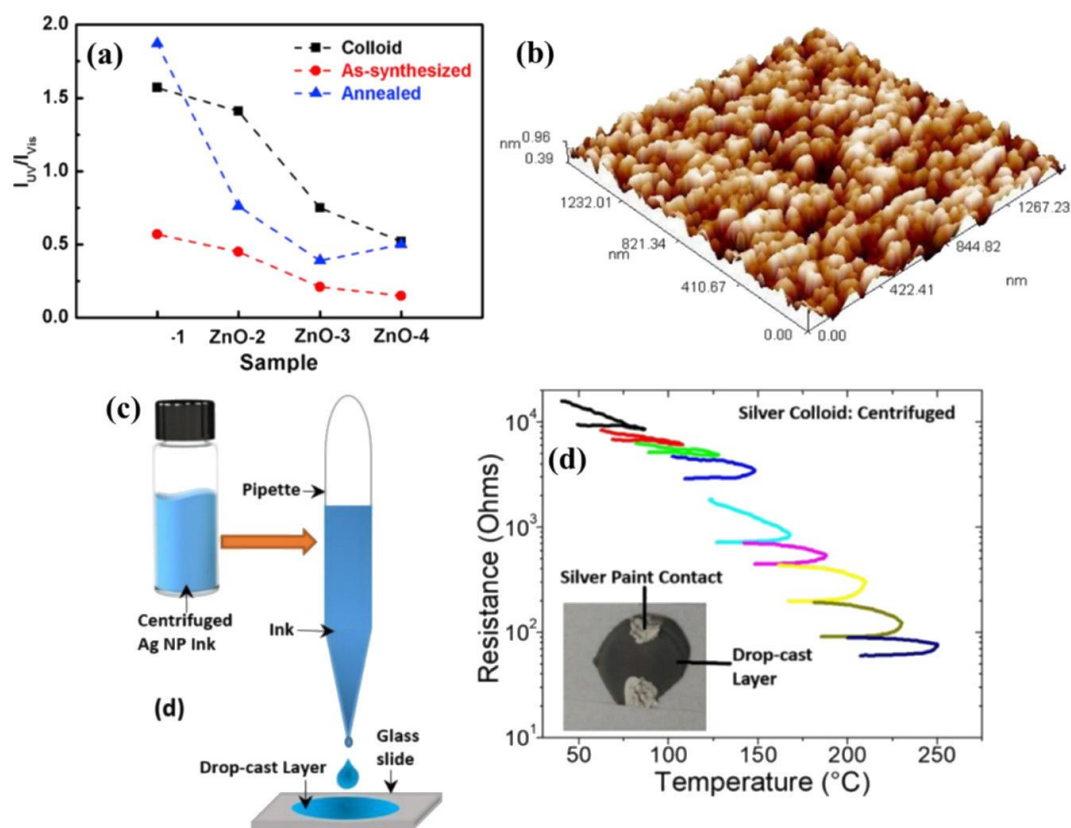 (a)
2.0
1.5
1.0
0.5
0.0
I_UV/I_Vis
Colloid
As-synthesized
Annealed
-1 ZnO-2 ZnO-3 ZnO-4
Sample
(b)
nm 0.96
0.39
1232.01
821.34
nm
410.67
0.00
0.00
422.41
844.82
1267.23
nm
(c)
Pipette
Centrifuged
Ag NP Ink
Ink
(d)
Glass
slide
Drop-cast Layer
Silver Colloid: Centrifuged
(d)
10^4
10^3
10^2
10^1
Resistance (Ohms)
Silver Paint Contact
Drop-cast
Layer
50 100 150 200 250
Temperature (°C)